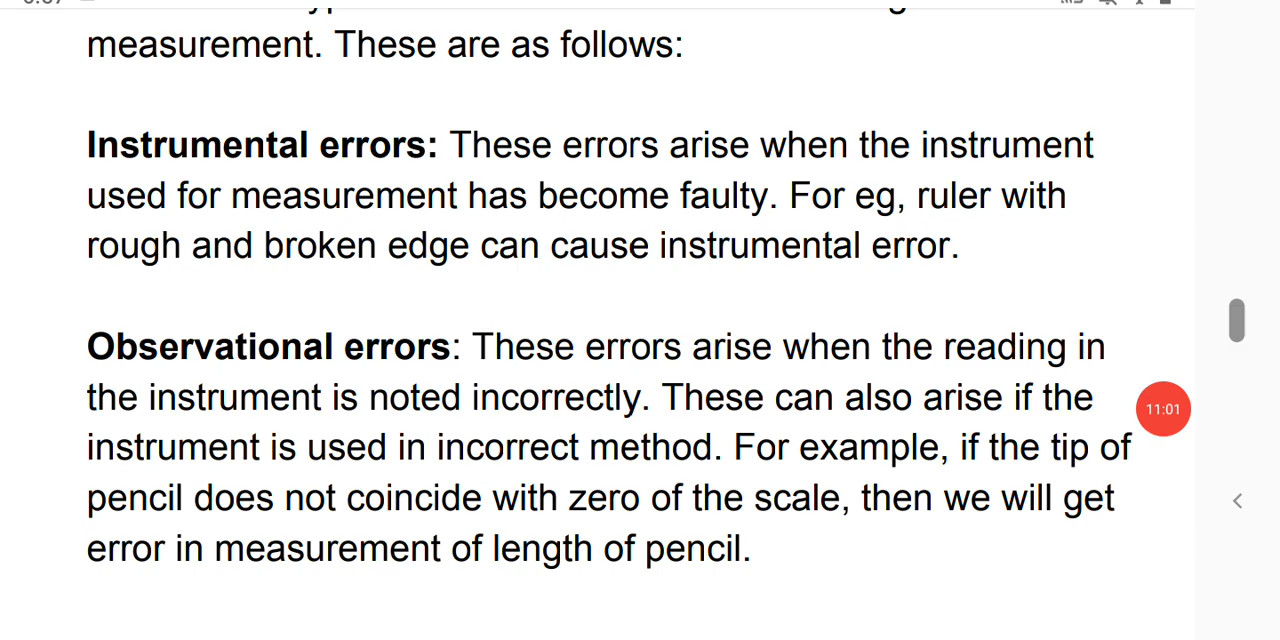 measurement. These are as follows:
Instrumental errors: These errors arise when the instrument
used for measurement has become faulty. For eg, ruler with
rough and broken edge can cause instrumental error.
Observational errors: These errors arise when the reading in
the instrument is noted incorrectly. These can also arise if the
11:01
instrument is used in incorrect method. For example, if the tip of
pencil does not coincide with zero of the scale, then we will get
error in measurement of length of pencil.